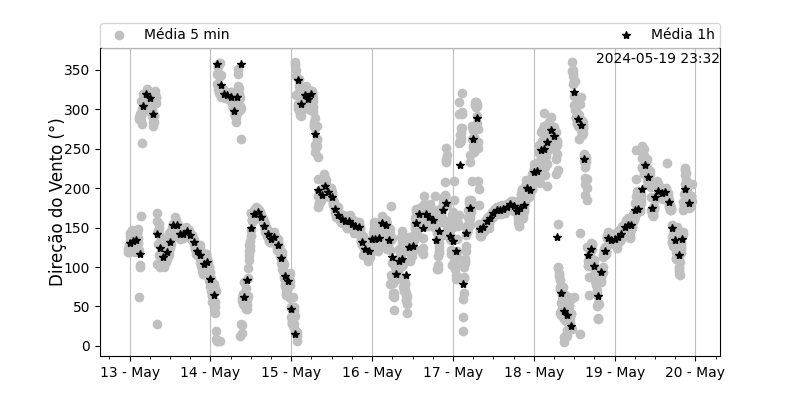 Média 5 min
Média 1h
2024-05-19 23:32
Direção do Vento (°)
350
300
250
200
150
100
50
0
13 - May
14 - May
15 - May
16 - May
17 - May
18 - May
19 - May
20 - May